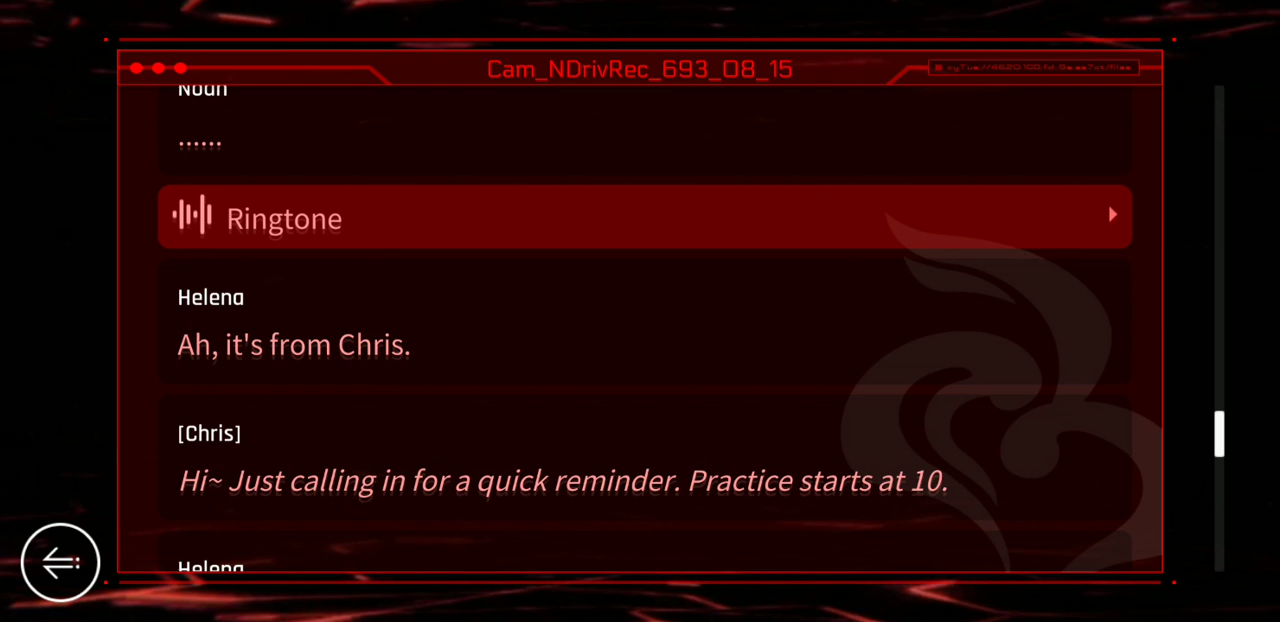 Cam_NDrivRec_693_08_15
Noah
......
Ringtone
Helena
Ah, it's from Chris.
[Chris]
Hi~ Just calling in for a quick reminder. Practice starts at 10.
Helena